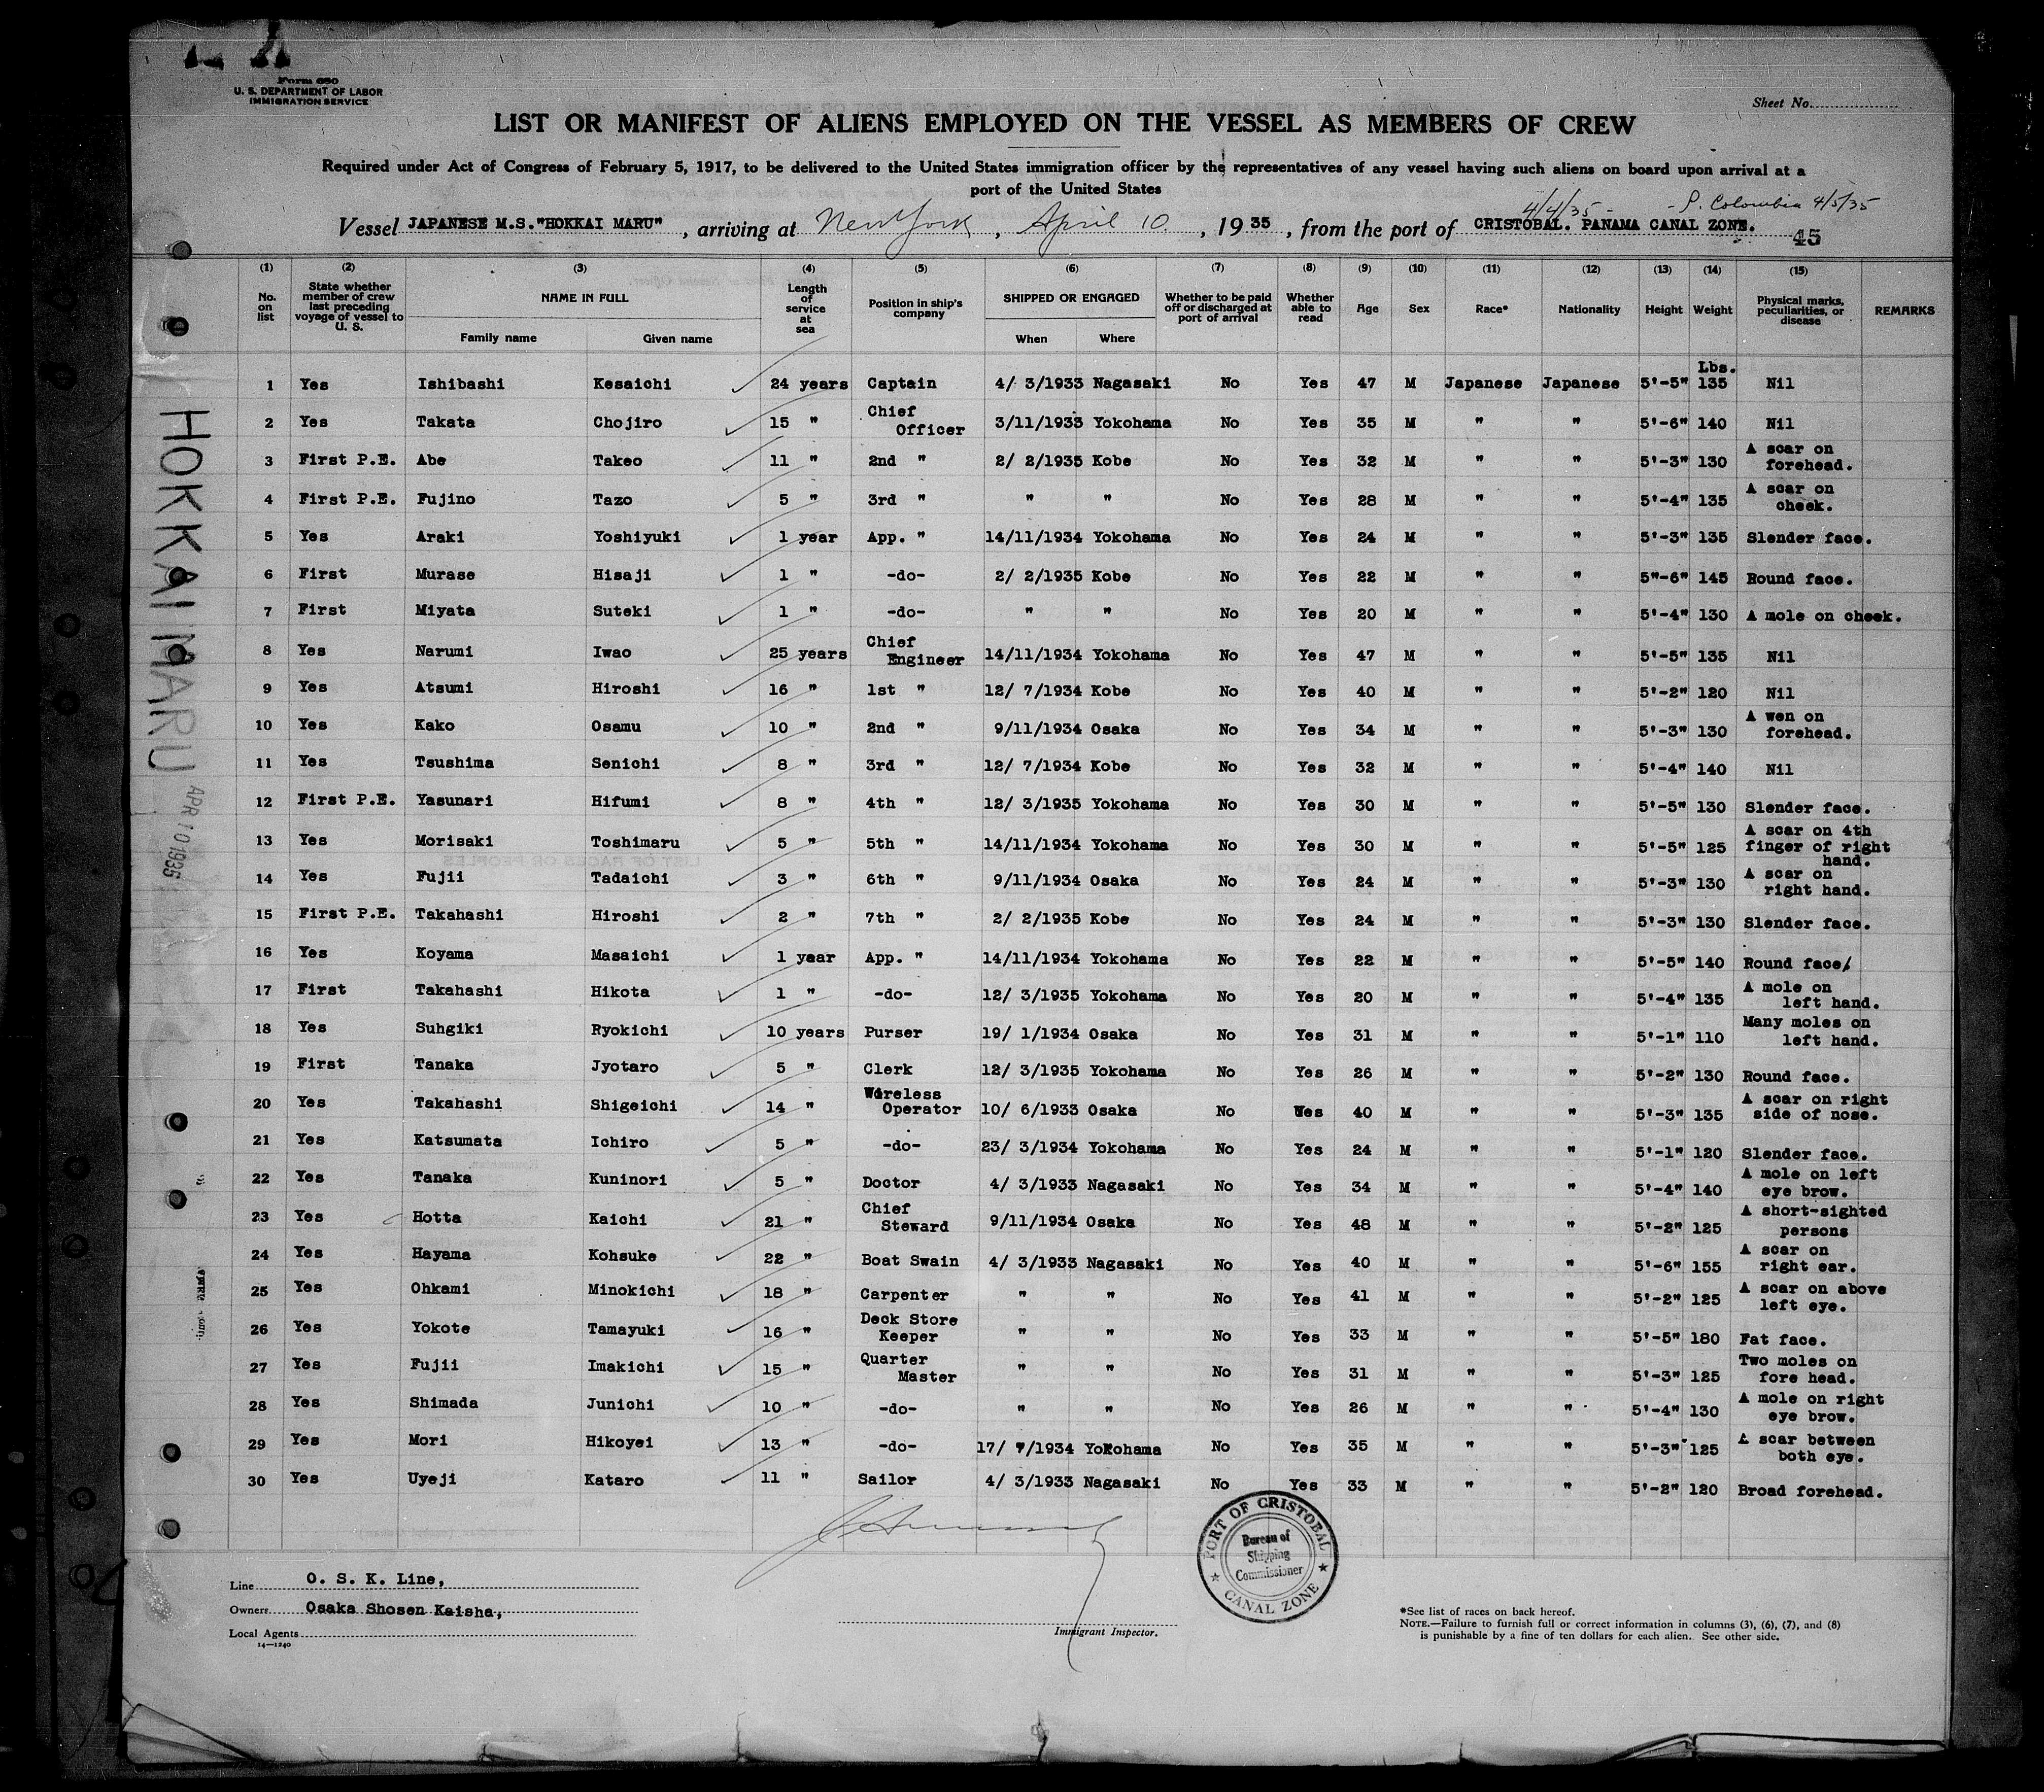 Form 680
U. S. DEPARTMENT OF LABOR
IMMIGRATION SERVICE
Sheet No.
LIST OR MANIFEST OF ALIENS EMPLOYED ON THE VESSEL AS MEMBERS OF CREW
Required under Act of Congress of February 5, 1917, to be delivered to the United States immigration officer by the representatives of any vessel having such aliens on board upon arrival at a
port of the United States
4/4/35 - - P. Colombia 4/5/35
Vessel JAPANESE M.S."HOKKAI MARU", arriving at New York, April 10, 1935, from the port of CRISTOBAL. PANAMA CANAL ZONE. 45
(1) (2) (3) (4) (5) (6) (7) (8) (9) (10) (11) (12) (13) (14) (15)
No. on list State whether member of crew last preceding voyage of vessel to U. S. NAME IN FULL Family name Given name Length of service at sea Position in ship's company SHIPPED OR ENGAGED When Where Whether to be paid off or discharged at port of arrival Whether able to read Age Sex Race* Nationality Height Weight Physical marks, peculiarities, or disease REMARKS
Lbs.
1 Yes Ishibashi Kesaichi 24 years Captain 4/ 3/1933 Nagasaki No Yes 47 M Japanese Japanese 5'-5" 135 Nil
2 Yes Takata Chojiro 15 " Chief Officer 3/11/1933 Yokohama No Yes 35 M " " 5'-6" 140 Nil
3 First P.E. Abe Takeo 11 " 2nd " 2/ 2/1935 Kobe No Yes 32 M " " 5'-3" 130 A scar on forehead.
4 First P.E. Fujino Tazo 5 " 3rd " " " No Yes 28 M " " 5'-4" 135 A scar on cheek.
5 Yes Araki Yoshiyuki 1 year App. " 14/11/1934 Yokohama No Yes 24 M " " 5'-3" 135 Slender face.
6 First Murase Hisaji 1 " -do- 2/ 2/1935 Kobe No Yes 22 M " " 5"-6" 145 Round face.
7 First Miyata Suteki 1 " -do- " " No Yes 20 M " " 5'-4" 130 A mole on cheek.
8 Yes Narumi Iwao 25 years Chief Engineer 14/11/1934 Yokohama No Yes 47 M " " 5'-5" 135 Nil
9 Yes Atsumi Hiroshi 16 " 1st " 12/ 7/1934 Kobe No Yes 40 M " " 5'-2" 120 Nil
10 Yes Kako Osamu 10 " 2nd " 9/11/1934 Osaka No Yes 34 M " " 5'-3" 130 A wen on forehead.
11 Yes Tsushima Senichi 8 " 3rd " 12/ 7/1934 Kobe No Yes 32 M " " 5'-4" 140 Nil
12 First P.E. Yasunari Hifumi 8 " 4th " 12/ 3/1935 Yokohama No Yes 30 M " " 5'-5" 130 Slender face.
13 Yes Morisaki Toshimaru 5 " 5th " 14/11/1934 Yokohama No Yes 30 M " " 5'-5" 125 A scar on 4th finger of right hand.
14 Yes Fujii Tadaichi 3 " 6th " 9/11/1934 Osaka No Yes 24 M " " 5'-3" 130 A scar on right hand.
15 First P.E. Takahashi Hiroshi 2 " 7th " 2/ 2/1935 Kobe No Yes 24 M " " 5'-3" 130 Slender face.
16 Yes Koyama Masaichi 1 year App. " 14/11/1934 Yokohama No Yes 22 M " " 5'-5" 140 Round face/
17 First Takahashi Hikota 1 " -do- 12/ 3/1935 Yokohama No Yes 20 M " " 5'-4" 135 A mole on left hand.
18 Yes Suhgiki Ryokichi 10 years Purser 19/ 1/1934 Osaka No Yes 31 M " " 5'-1" 110 Many moles on left hand.
19 First Tanaka Jyotaro 5 " Clerk 12/ 3/1935 Yokohama No Yes 26 M " " 5'-2" 130 Round face.
20 Yes Takahashi Shigeichi 14 " Wireless Operator 10/ 6/1933 Osaka No Yes 40 M " " 5'-3" 135 A scar on right side of nose.
21 Yes Katsumata Ichiro 5 " -do- 23/ 3/1934 Yokohama No Yes 24 M " " 5'-1" 120 Slender face.
22 Yes Tanaka Kuninori 5 " Doctor 4/ 3/1933 Nagasaki No Yes 34 M " " 5'-4" 140 A mole on left eye brow.
23 Yes Hotta Kaichi 21 " Chief Steward 9/11/1934 Osaka No Yes 48 M " " 5'-2" 125 A short-sighted persons
24 Yes Hayama Kohsuke 22 " Boat Swain 4/ 3/1933 Nagasaki No Yes 40 M " " 5'-6" 155 A scar on right ear.
25 Yes Ohkami Minokichi 18 " Carpenter " " No Yes 41 M " " 5'-2" 125 A scar on above left eye.
26 Yes Yokote Tamayuki 16 " Deck Store Keeper " " No Yes 33 M " " 5'-5" 180 Fat face.
27 Yes Fujii Imakichi 15 " Quarter Master " " No Yes 31 M " " 5'-3" 125 Two moles on fore head.
28 Yes Shimada Junichi 10 " -do- " " No Yes 26 M " " 5'-4" 130 A mole on right eye brow.
29 Yes Mori Hikoyei 13 " -do- 17/ 7/1934 Yokohama No Yes 35 M " " 5'-3" 125 A scar between both eye.
30 Yes Uyeji Kataro 11 " Sailor 4/ 3/1933 Nagasaki No Yes 33 M " " 5'-2" 120 Broad forehead.
HOKKAI MARU
APR 10 1935
PORT OF CRISTOBAL
Bureau of
Shipping
Commissioner
CANAL ZONE
Line O. S. K. Line,
Owners Osaka Shosen Kaisha,
Local Agents
14-1240
Immigrant Inspector.
*See list of races on back hereof.
NOTE.—Failure to furnish full or correct information in columns (3), (6), (7), and (8)
is punishable by a fine of ten dollars for each alien. See other side.